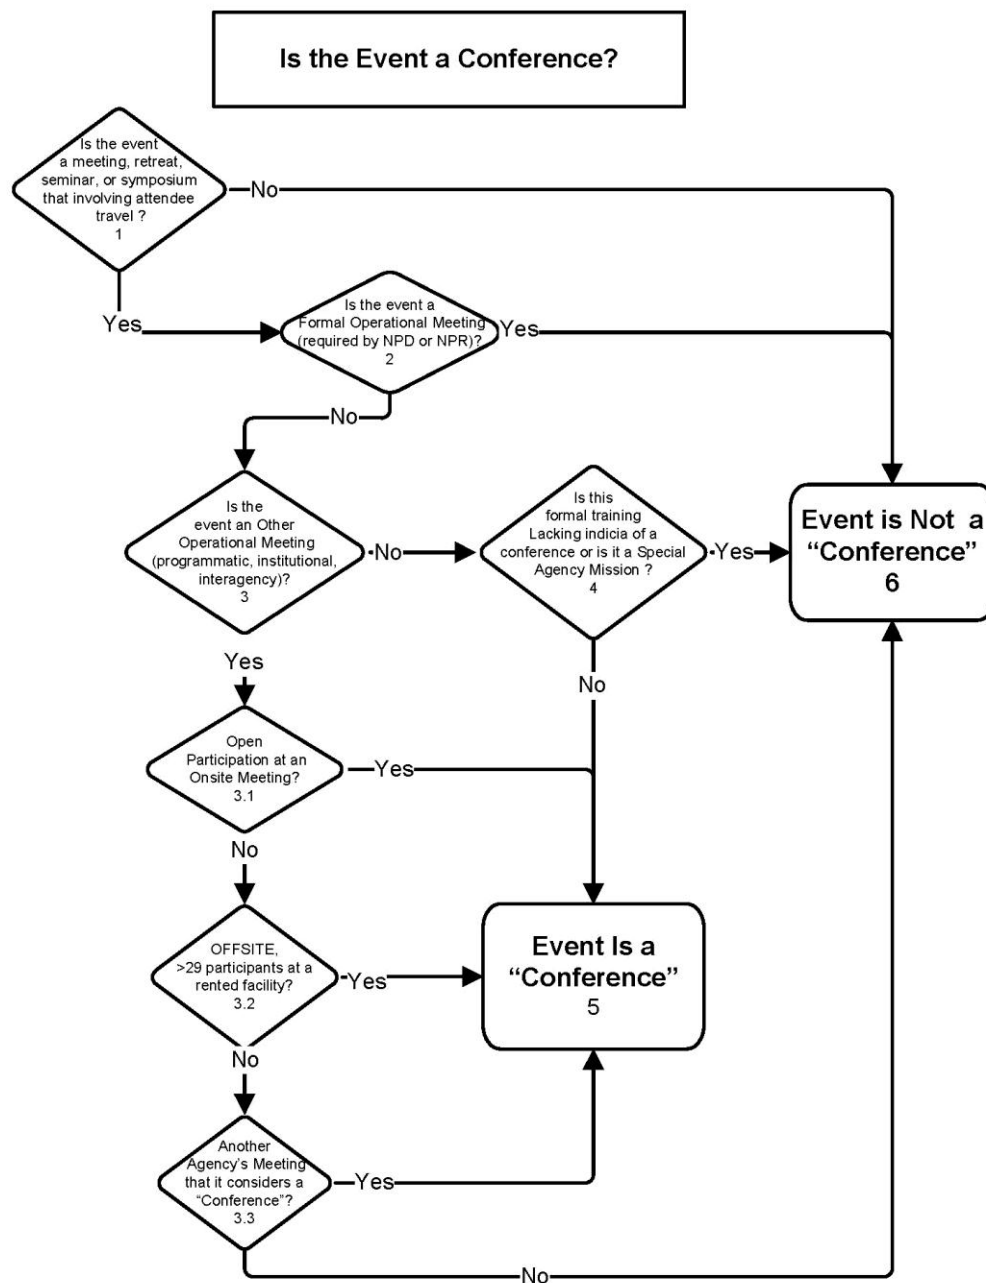 Is the Event a Conference?
Is the event
a meeting, retreat,
seminar, or symposium
that involving attendee
travel ?
1
No
Yes
Is the event a
Formal Operational Meeting
(required by NPD or NPR)?
2
Yes
No
Is the
event an Other
Operational Meeting
(programmatic, institutional,
interagency)?
3
No
Is this
formal training
Lacking indicia of a
conference or is it a Special
Agency Mission ?
4
Yes
Event is Not a
“Conference”
6
Yes
No
Open
Participation at an
Onsite Meeting?
3.1
Yes
No
OFFSITE,
>29 participants at a
rented facility?
3.2
Yes
Event Is a
“Conference”
5
No
Another
Agency’s Meeting
that it considers a
“Conference”?
3.3
Yes
No